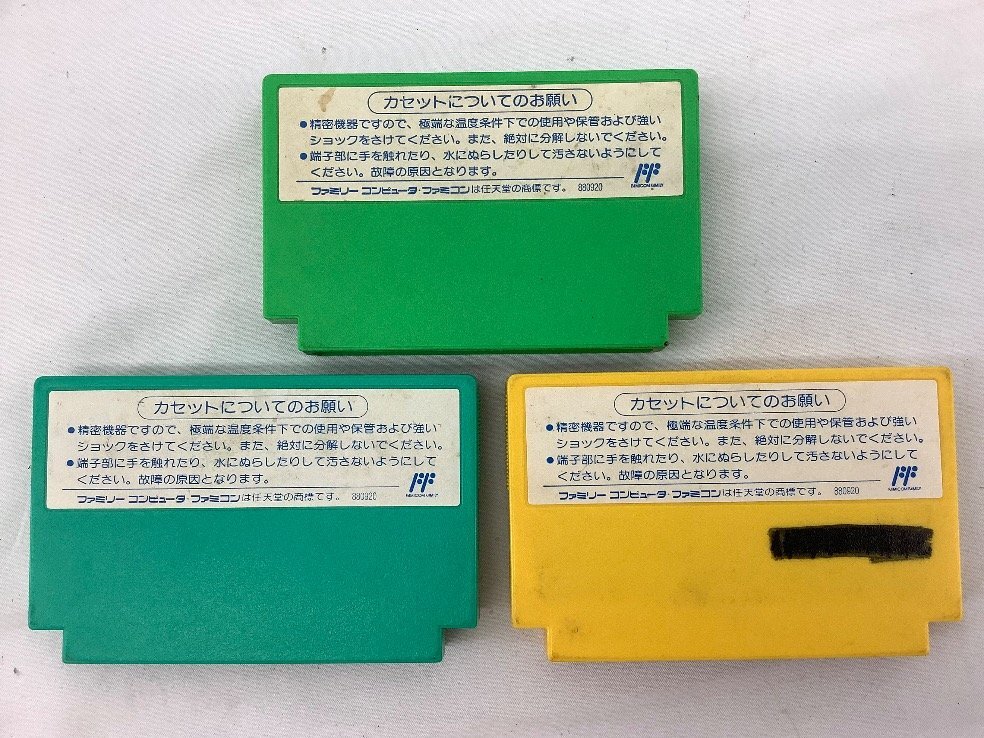 カセットについてのお願い
●精密機器ですので、極端な温度条件下での使用や保管および強い
ショックをさけてください。また、絶対に分解しないでください。
●端子部に手を触れたり、水にぬらしたりして汚さないようにして
ください。故障の原因となります。
ファミリー コンピュータ・ファミコンは任天堂の商標です。 880920
FAMICOM FAMILY
カセットについてのお願い
●精密機器ですので、極端な温度条件下での使用や保管および強い
ショックをさけてください。また、絶対に分解しないでください。
●端子部に手を触れたり、水にぬらしたりして汚さないようにして
ください。故障の原因となります。
ファミリー コンピュータ・ファミコンは任天堂の商標です。 880920
FAMICOM FAMILY
カセットについてのお願い
●精密機器ですので、極端な温度条件下での使用や保管および強い
ショックをさけてください。また、絶対に分解しないでください。
●端子部に手を触れたり、水にぬらしたりして汚さないようにして
ください。故障の原因となります。
ファミリー コンピュータ・ファミコンは任天堂の商標です。 880920
FAMICOM FAMILY